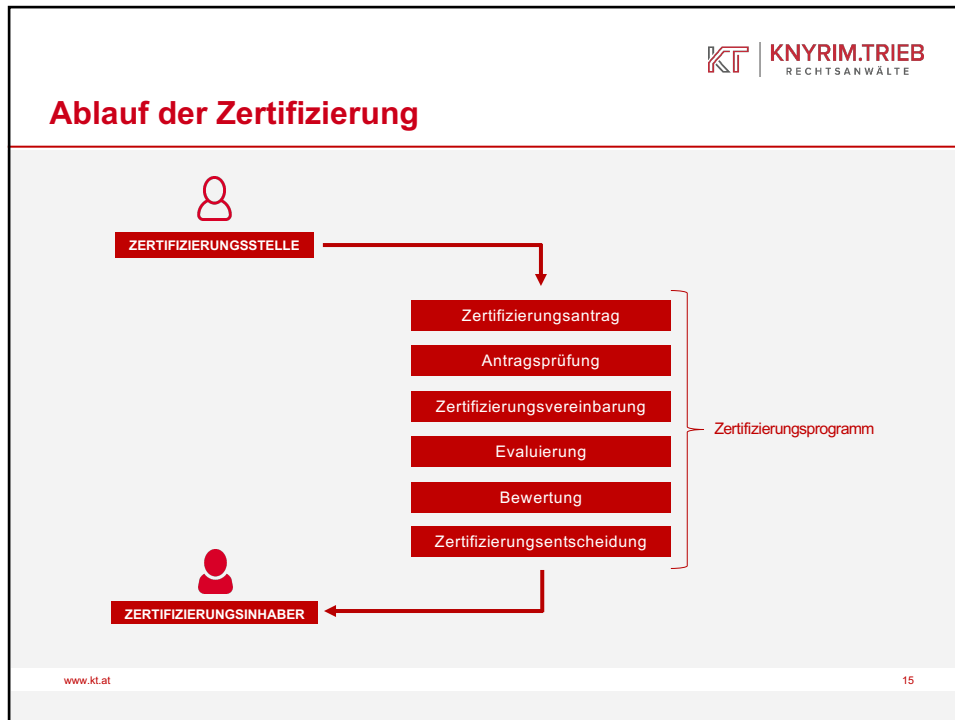 KT KNYRIM.TRIEB
RECHTSANWÄLTE
Ablauf der Zertifizierung
ZERTIFIZIERUNGSSTELLE
Zertifizierungsantrag
Antragsprüfung
Zertifizierungsvereinbarung
Evaluierung
Bewertung
Zertifizierungsentscheidung
Zertifizierungsprogramm
ZERTIFIZIERUNGSINHABER
www.kt.at
15